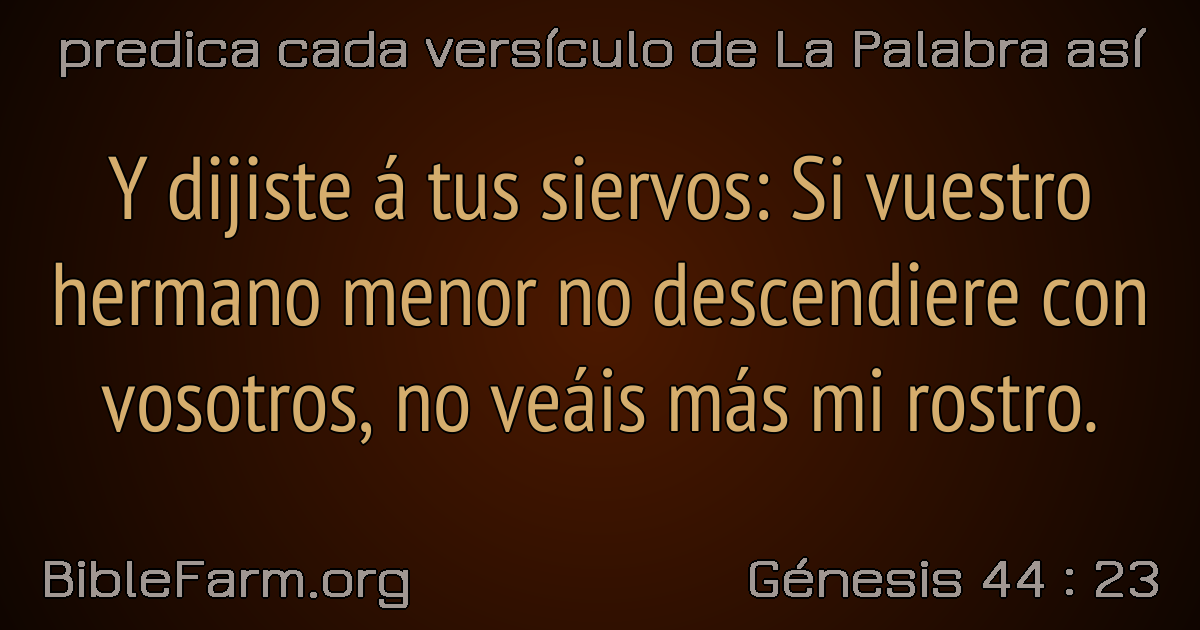 predica cada versículo de La Palabra así
Y dijiste á tus siervos: Si vuestro
hermano menor no descendiere con
vosotros, no veáis más mi rostro.
BibleFarm.org
Génesis 44 : 23